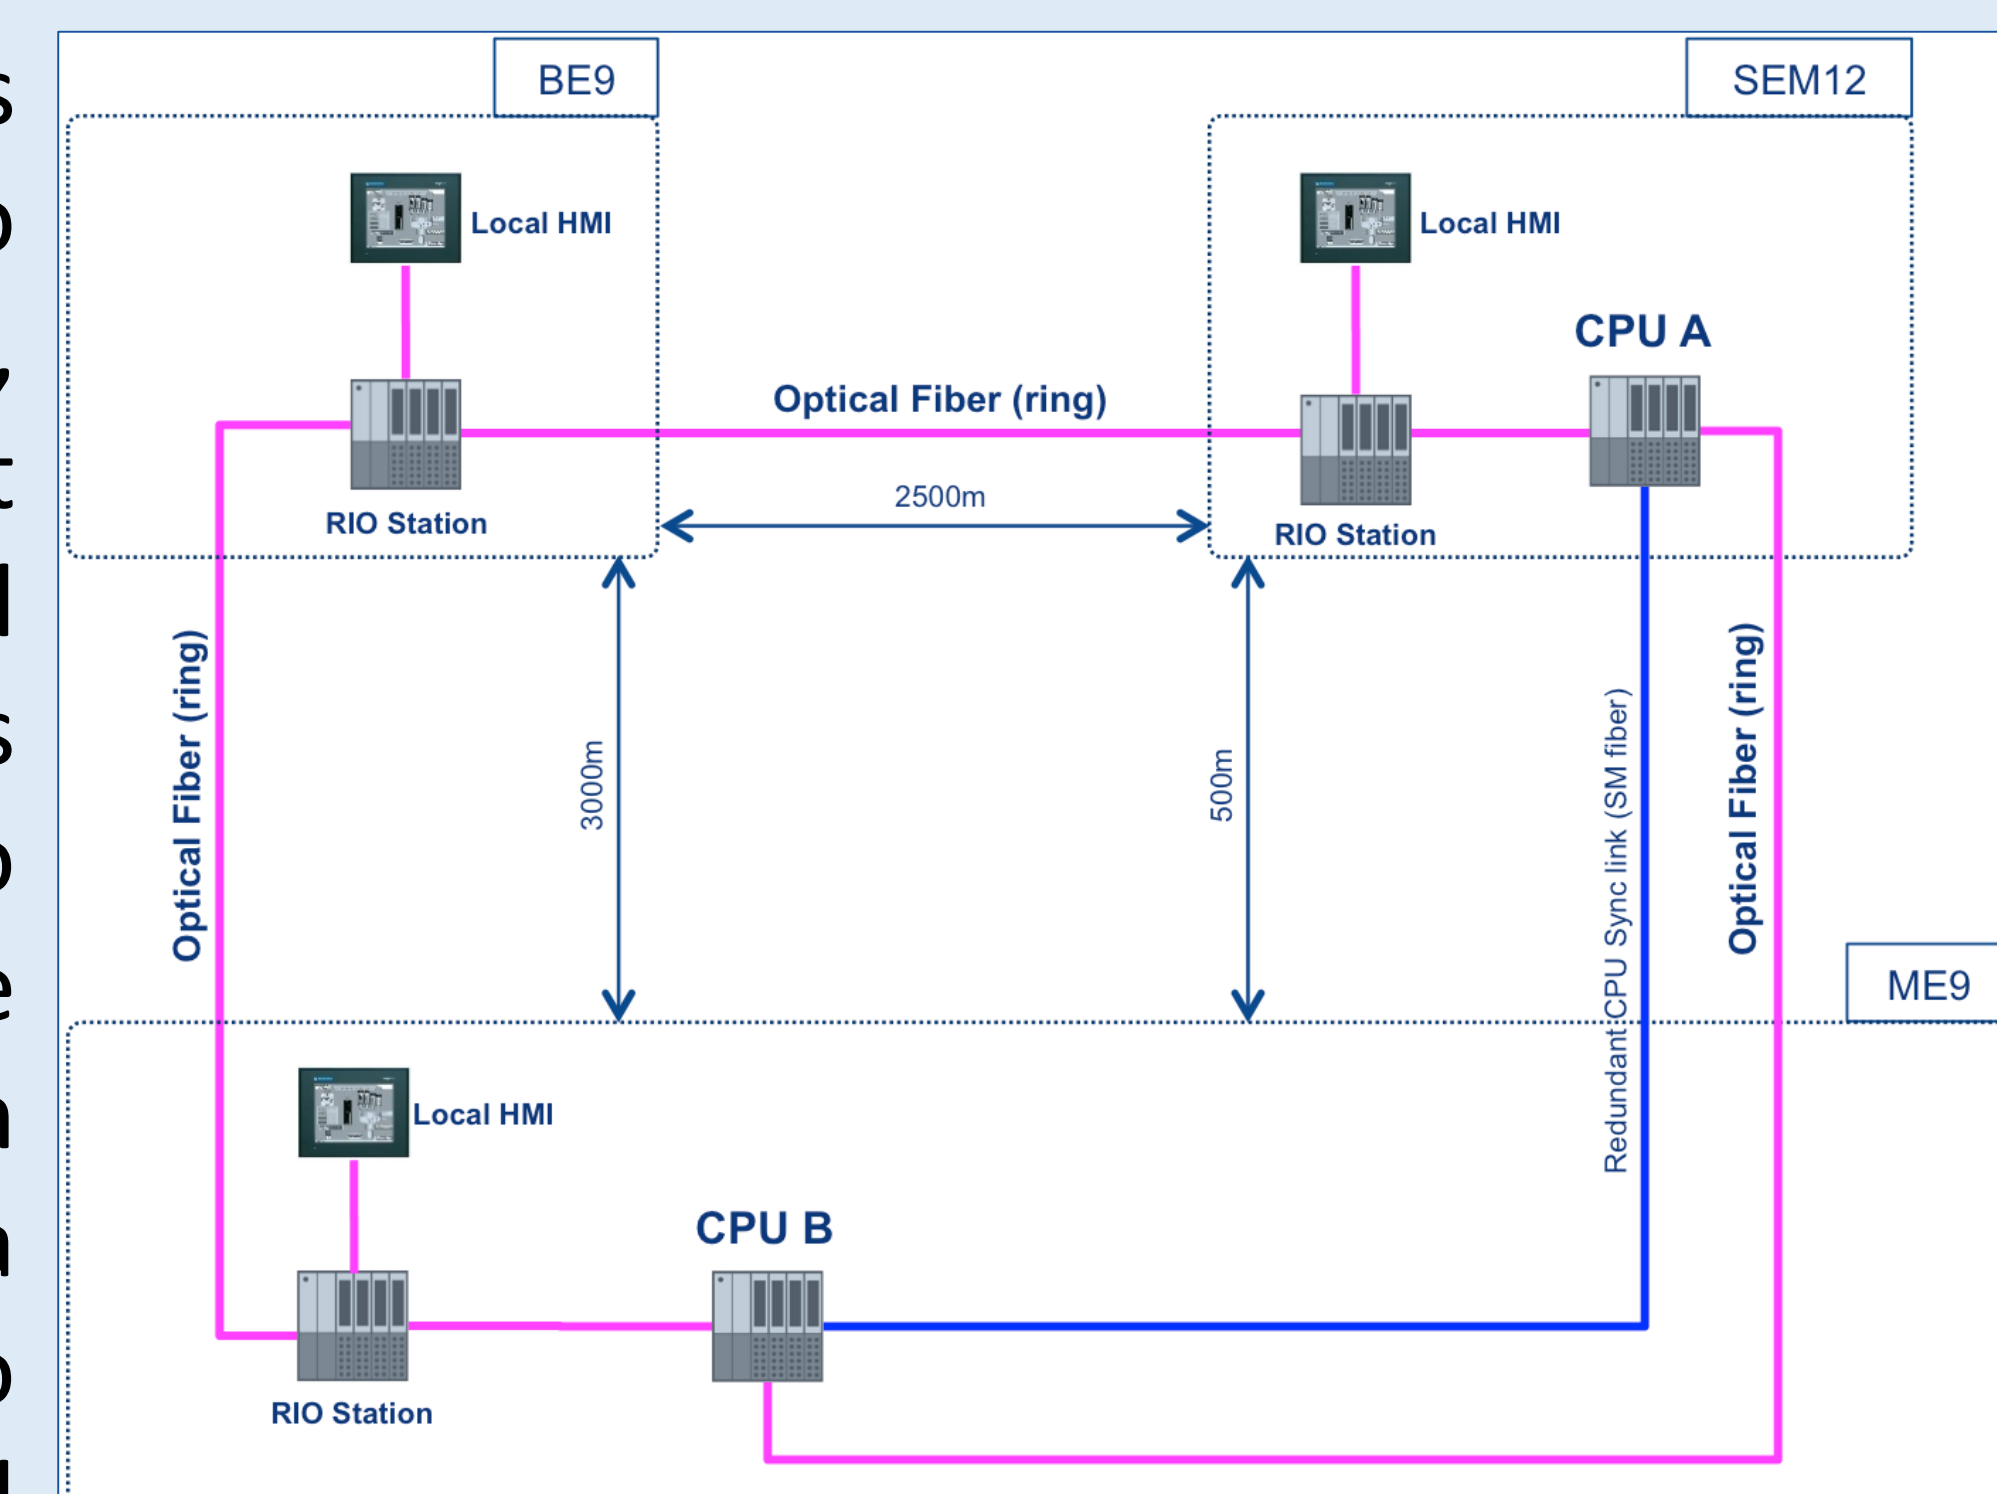 BE9
SEM12
Local HMI
Local HMI
CPU A
Optical Fiber (ring)
2500m
RIO Station
RIO Station
Optical Fiber (ring)
3000m
500m
Redundant CPU Sync link (SM fiber)
Optical Fiber (ring)
ME9
Local HMI
CPU B
RIO Station